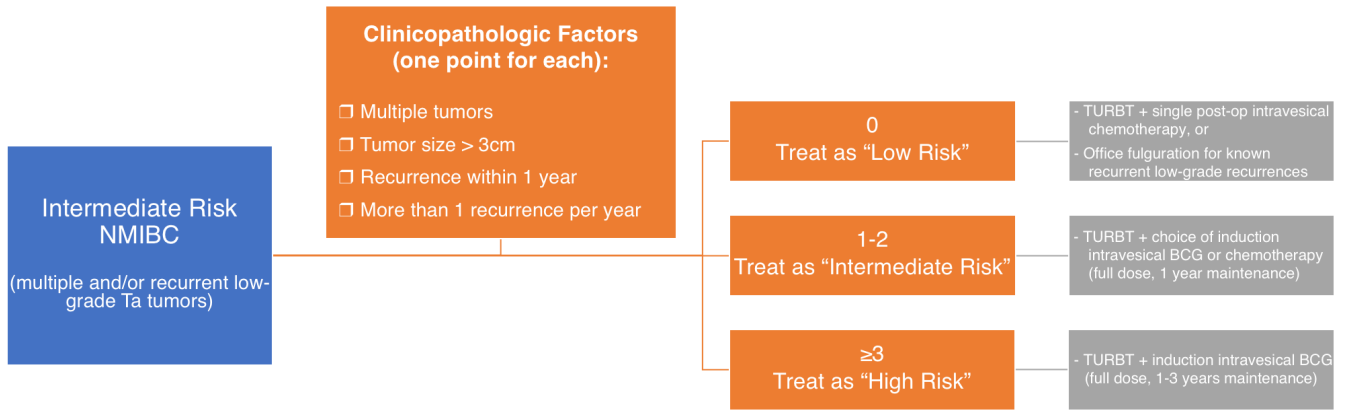 Intermediate Risk
NMIBC
(multiple and/or recurrent low-
grade Ta tumors)
Clinicopathologic Factors
(one point for each):
❐ Multiple tumors
❐ Tumor size > 3cm
❐ Recurrence within 1 year
❐ More than 1 recurrence per year
0
Treat as “Low Risk”
- TURBT + single post-op intravesical
chemotherapy, or
- Office fulguration for known
recurrent low-grade recurrences
1-2
Treat as “Intermediate Risk”
- TURBT + choice of induction
intravesical BCG or chemotherapy
(full dose, 1 year maintenance)
≥3
Treat as “High Risk”
- TURBT + induction intravesical BCG
(full dose, 1-3 years maintenance)